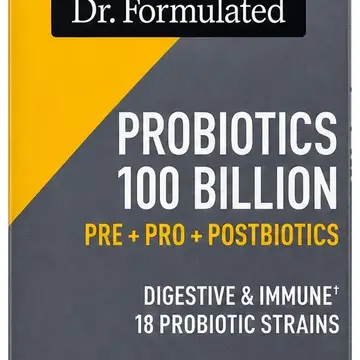 Dr. Formulated
PROBIOTICS
100 BILLION
PRE + PRO + POSTBIOTICS
DIGESTIVE & IMMUNE†
18 PROBIOTIC STRAINS